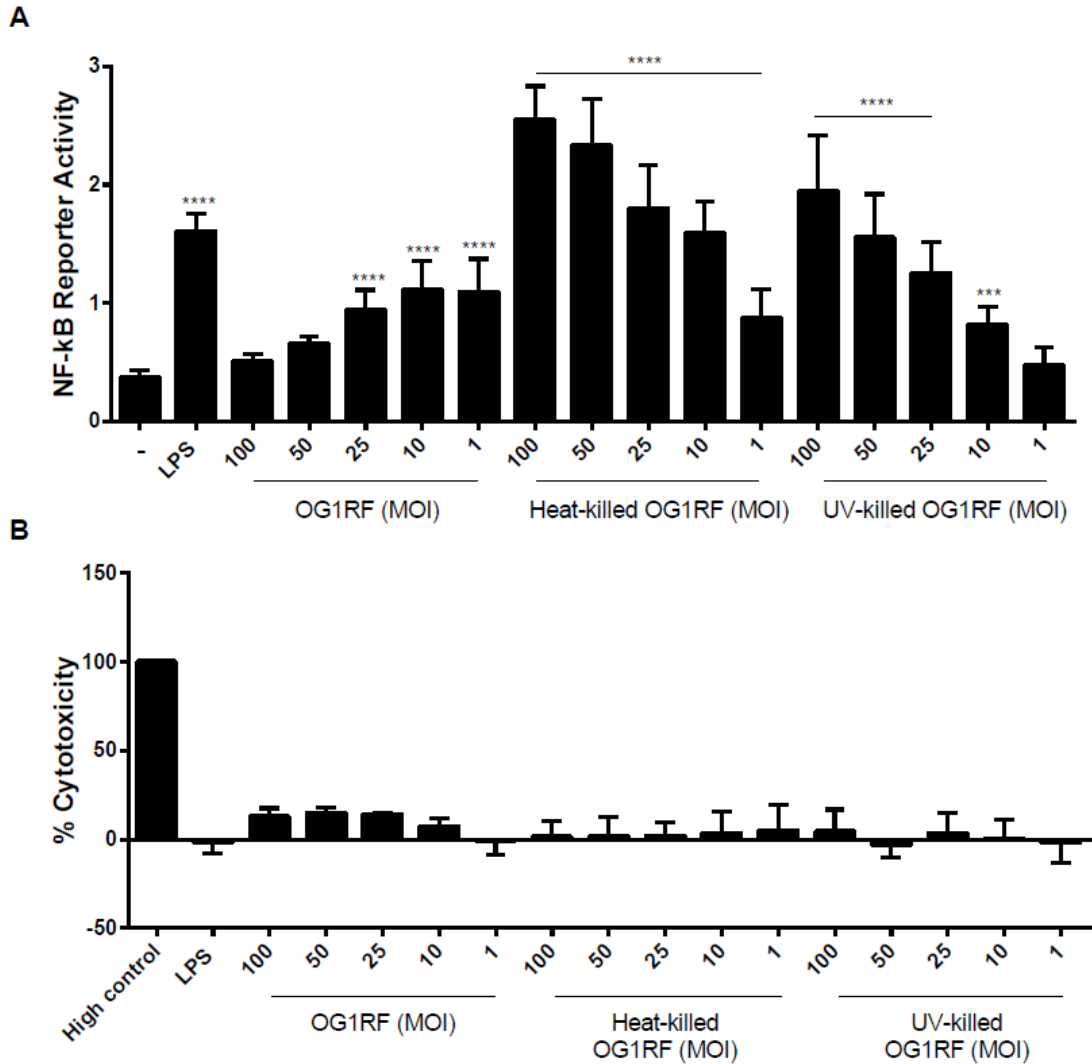 A
NF-kB Reporter Activity
3
2
1
0
****
****
****
****
****
****
***
- LPS 100 50 25 10 1 100 50 25 10 1 100 50 25 10 1
OG1RF (MOI) Heat-killed OG1RF (MOI) UV-killed OG1RF (MOI)
B
% Cytotoxicity
150
100
50
0
-50
High control LPS 100 50 25 10 1 100 50 25 10 1 100 50 25 10 1
OG1RF (MOI) Heat-killed UV-killed
OG1RF (MOI) OG1RF (MOI)